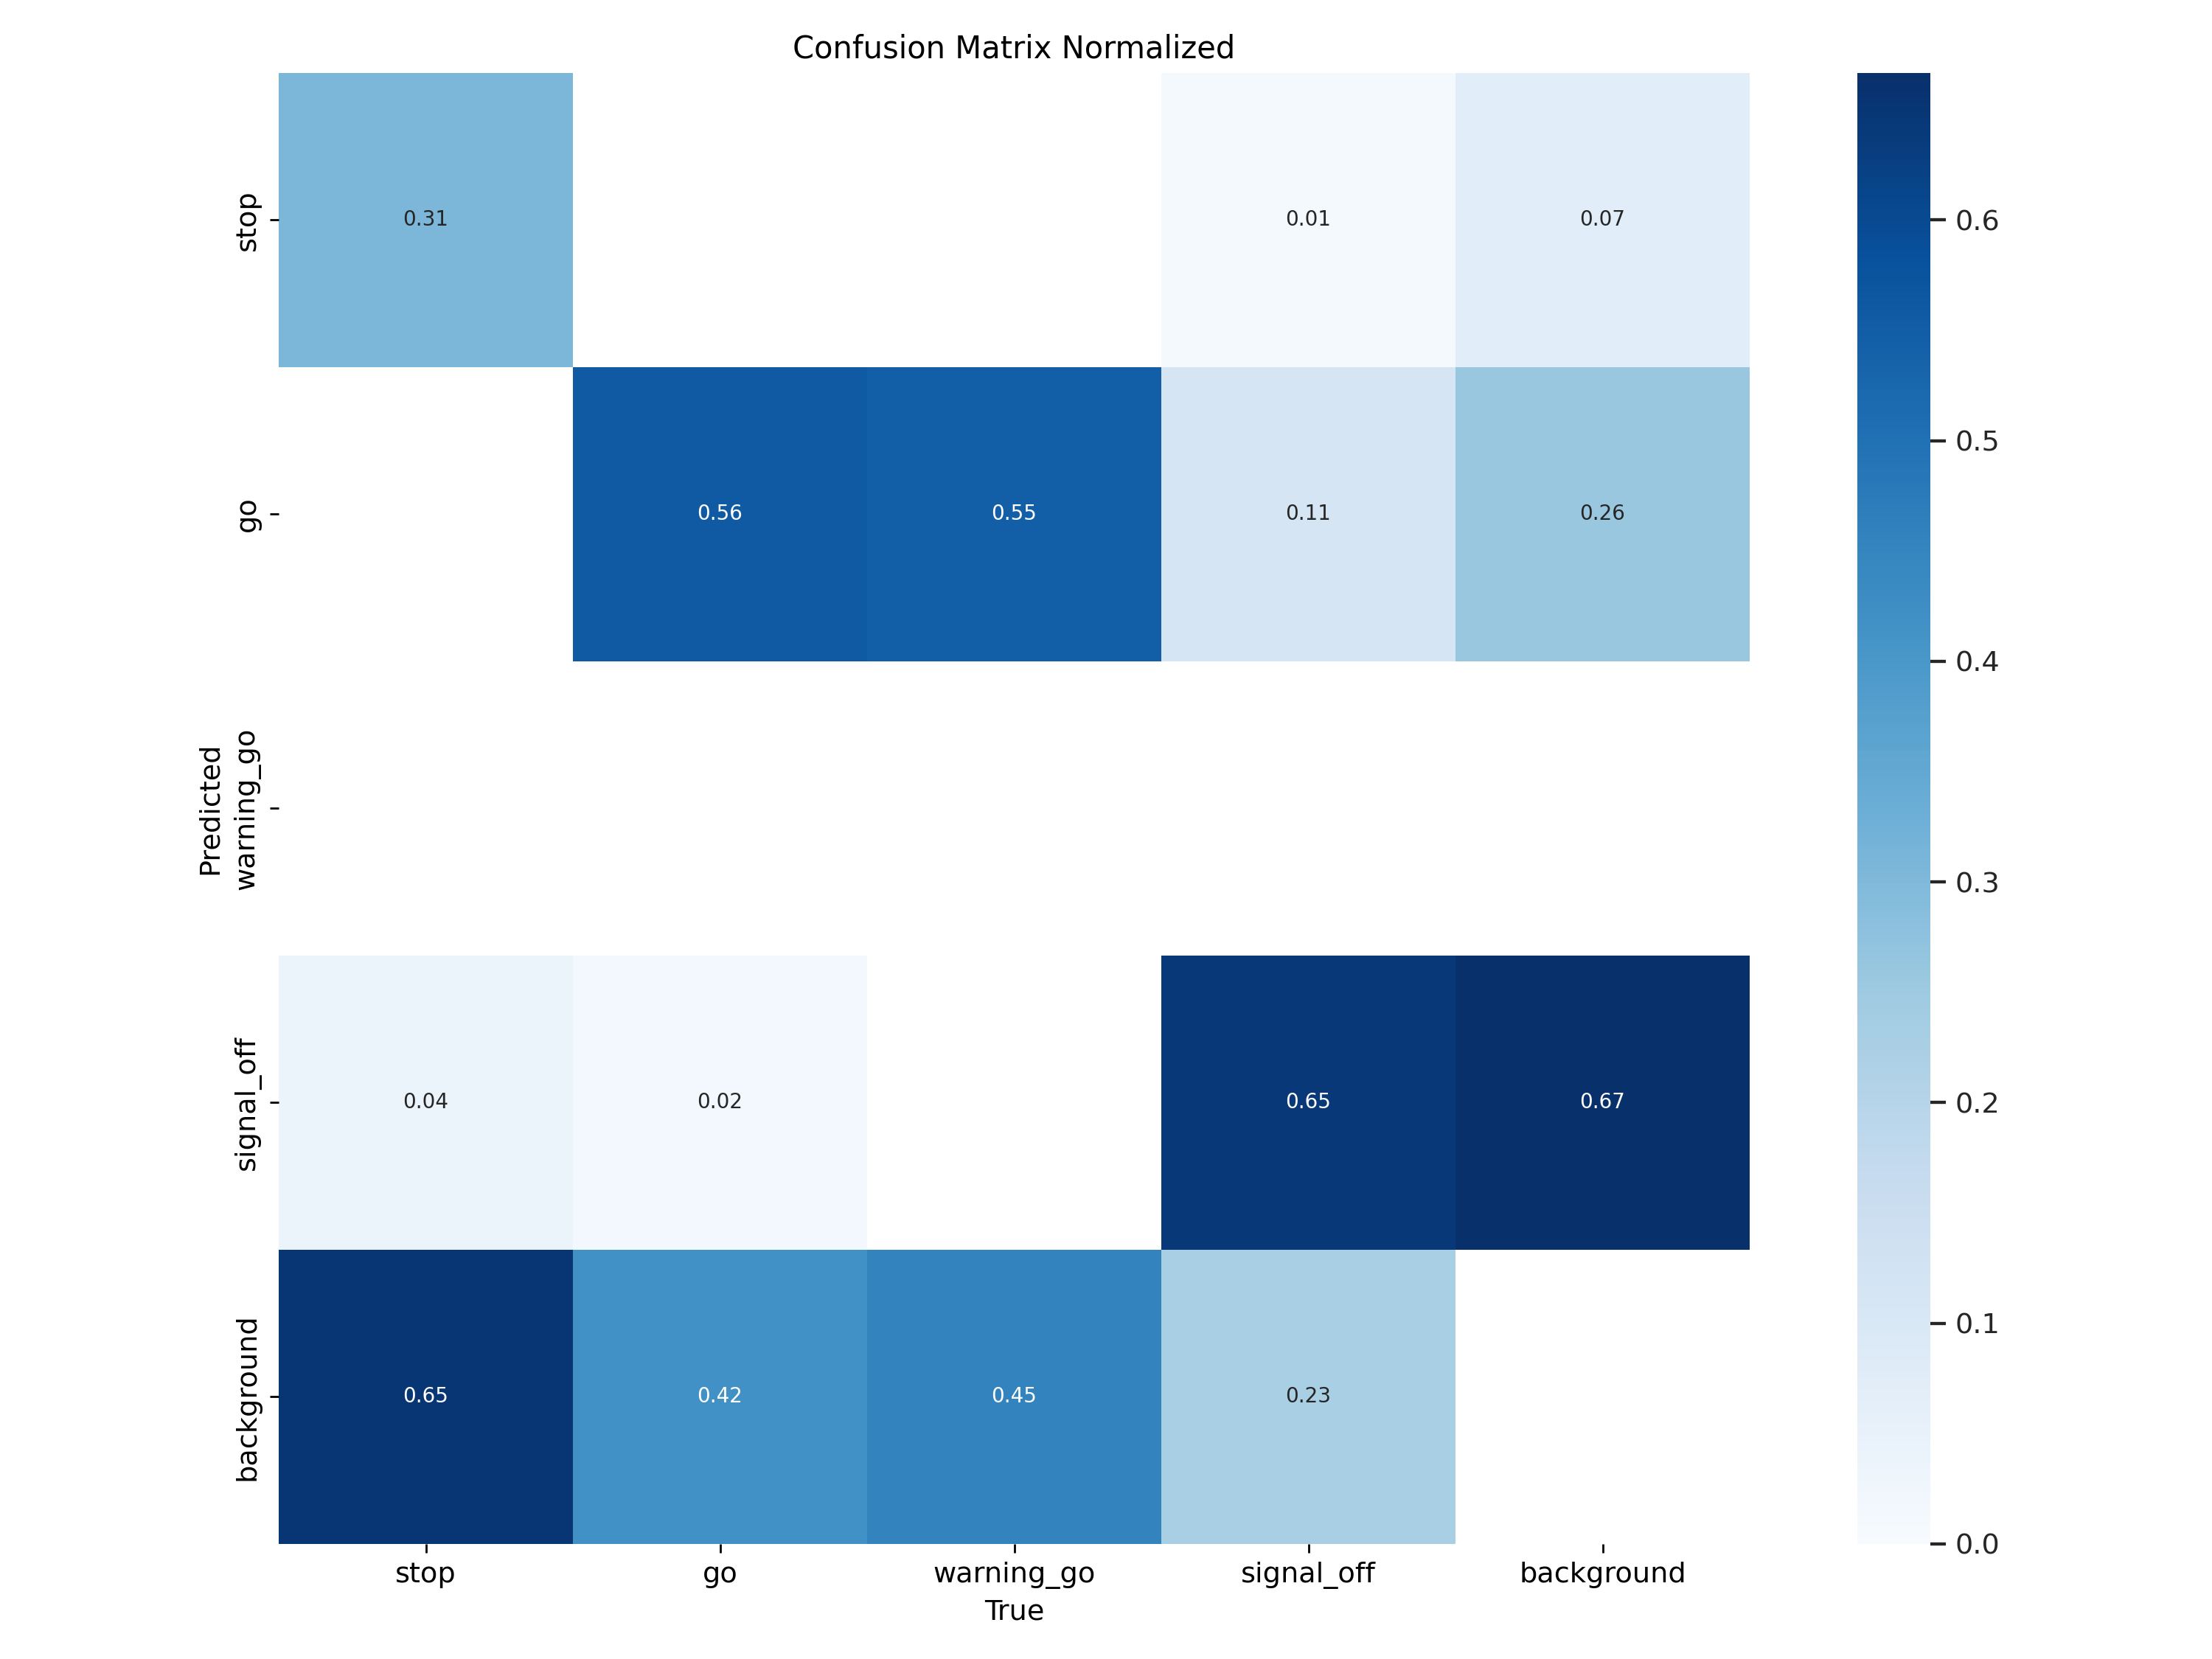 Confusion Matrix Normalized
stop
0.31
0.01
0.07
0.6
go
0.56
0.55
0.11
0.26
0.5
0.4
Predicted
warning_go
0.3
signal_off
0.04
0.02
0.65
0.67
0.2
background
0.65
0.42
0.45
0.23
0.1
0.0
stop
go
warning_go
signal_off
background
True